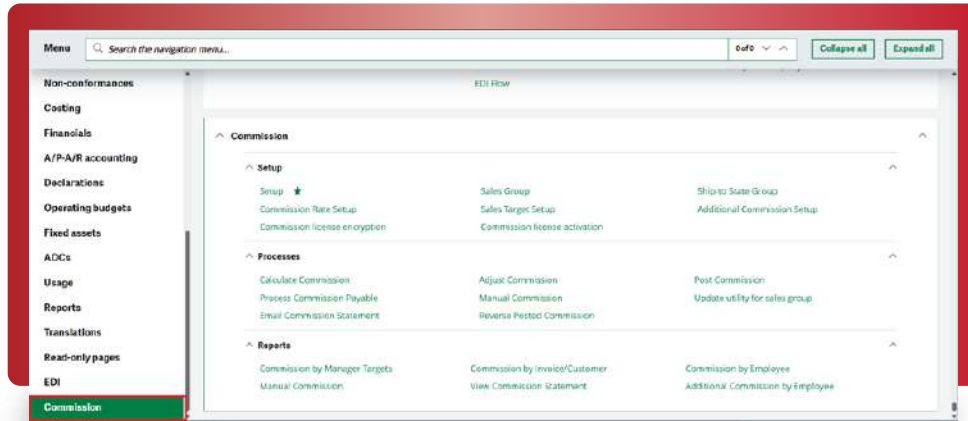 Menu Search the navigation menu... 0 of 0 Collapse all Expand all
Non-conformances
Costing
Financials
A/P-A/R accounting
Declarations
Operating budgets
Fixed assets
ADCs
Usage
Reports
Translations
Read-only pages
EDI
Commission
EDI Flow
Commission
Setup
Setup Sales Group Ship-to State Group
Commission Rate Setup Sales Target Setup Additional Commission Setup
Commission license encryption Commission license activation
Processes
Calculate Commission Adjust Commission Post Commission
Process Commission Payable Manual Commission Update utility for sales group
Email Commission Statement Reverse Posted Commission
Reports
Commission by Manager Targets Commission by Invoice/Customer Commission by Employee
Manual Commission View Commission Statement Additional Commission by Employee